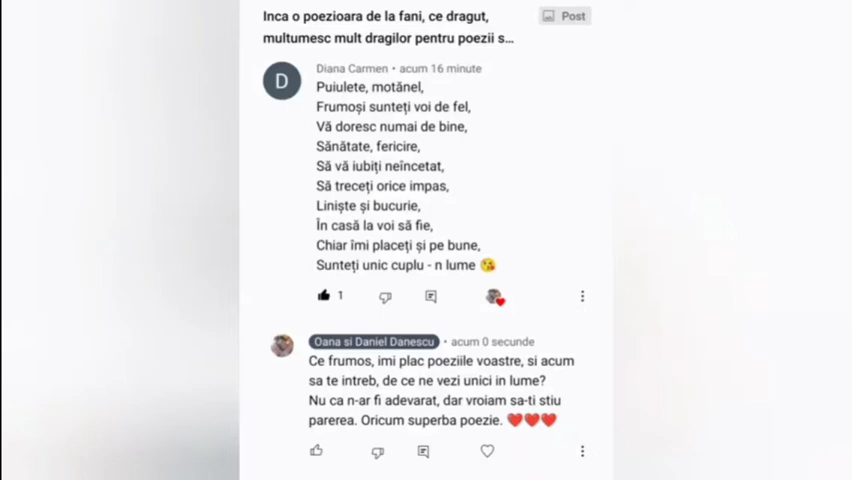 Inca o poezioara de la fani, ce dragut,
multumesc mult dragilor pentru poezii s…
Post
D
Diana Carmen • acum 16 minute
Puiulete, motănel,
Frumoși sunteți voi de fel,
Vă doresc numai de bine,
Sănătate, fericire,
Să vă iubiți neîncetat,
Să treceți orice impas,
Liniște și bucurie,
În casă la voi să fie,
Chiar îmi placeți și pe bune,
Sunteți unic cuplu - n lume 😘
1
Oana si Daniel Danescu • acum 0 secunde
Ce frumos, imi plac poeziile voastre, si acum
sa te intreb, de ce ne vezi unici in lume?
Nu ca n-ar fi adevarat, dar vroiam sa-ti stiu
parerea. Oricum superba poezie. ❤️❤️❤️